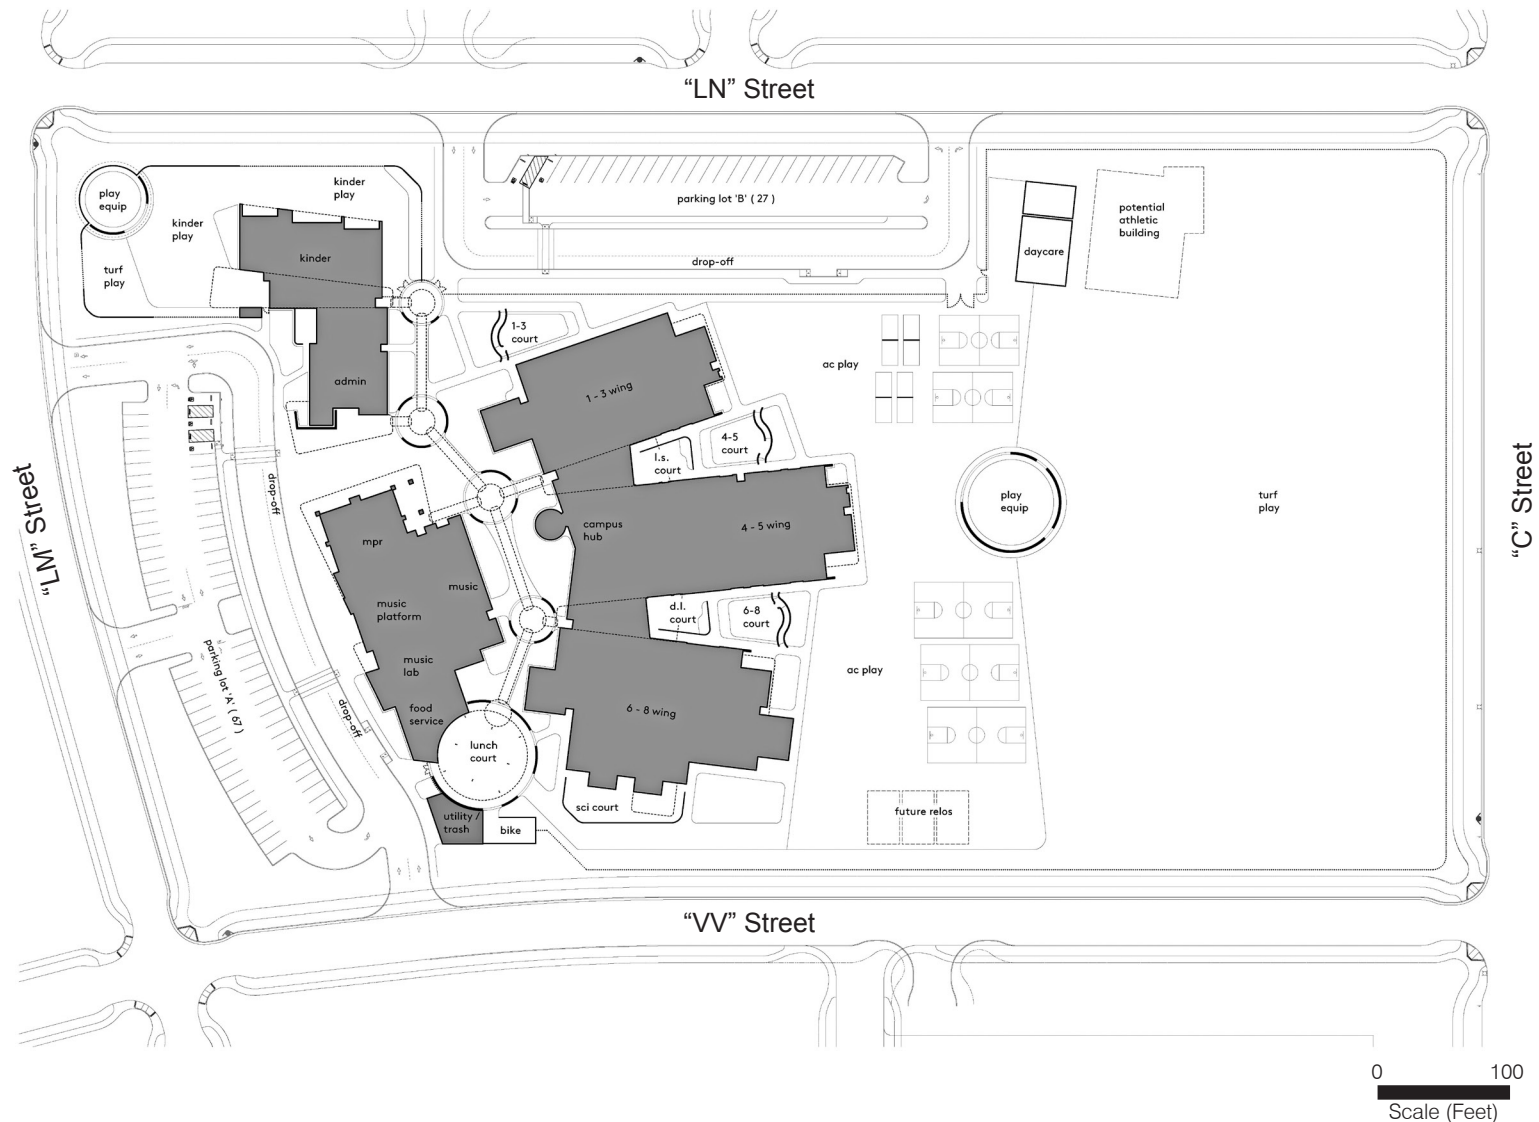 “LN” Street
kinder
play
play
equip
kinder
play
turf
play
kinder
parking lot 'B' ( 27 )
drop-off
daycare
potential
athletic
building
1-3
court
ac play
admin
1 - 3 wing
4-5
court
l.s.
court
drop-off
“LM” Street
mpr
campus
hub
4 - 5 wing
play
equip
turf
play
“C” Street
music
music
platform
d.l.
court
6-8
court
parking lot 'A' ( 67 )
music
lab
ac play
food
service
6 - 8 wing
drop-off
lunch
court
sci court
utility /
trash
bike
future relos
“VV” Street
0 100
Scale (Feet)